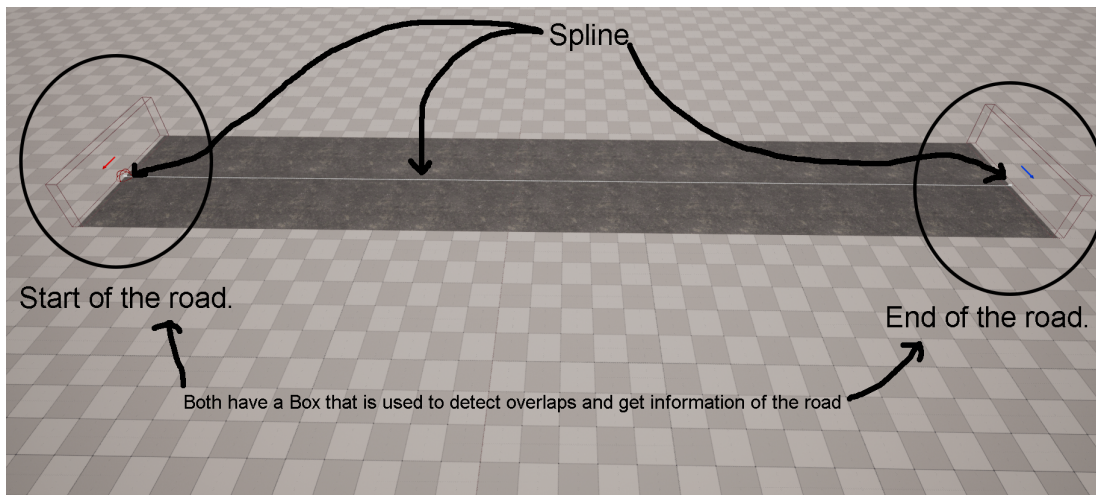 Spline
Start of the road.
End of the road.
Both have a Box that is used to detect overlaps and get information of the road